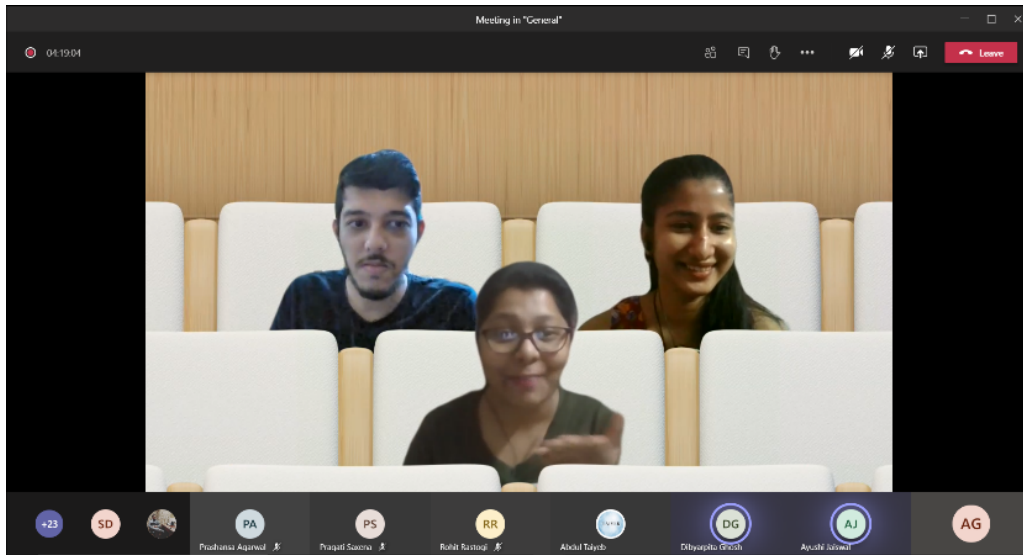 Meeting in "General"
04:19:04
Leave
+23
SD
PA
PS
RR
DG
AJ
AG
Prashansa Agarwal
Pragati Saxena
Rohit Rastogi
Abdul Taiyeb
Dibyarpita Ghosh
Ayushi Jaiswal